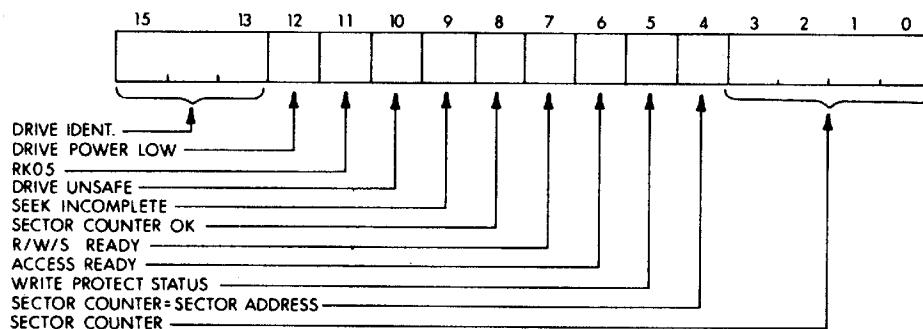 15 13 12 11 10 9 8 7 6 5 4 3 2 1 0
DRIVE IDENT.
DRIVE POWER LOW
RK05
DRIVE UNSAFE
SEEK INCOMPLETE
SECTOR COUNTER OK
R/W/S READY
ACCESS READY
WRITE PROTECT STATUS
SECTOR COUNTER=SECTOR ADDRESS
SECTOR COUNTER